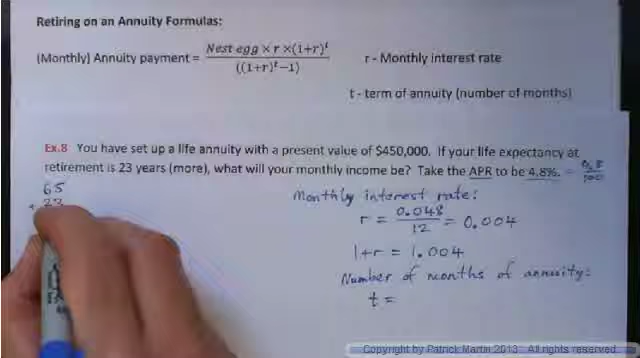 Retiring on an Annuity Formulas:
(Monthly) Annuity payment = Nest egg × r ×(1+r)^t / ((1+r)^t−1)
r - Monthly interest rate
t - term of annuity (number of months)
Ex.8 You have set up a life annuity with a present value of $450,000. If your life expectancy at
retirement is 23 years (more), what will your monthly income be? Take the APR to be 4.8%.
65
+ 23
Monthly interest rate:
r = 0.048 / 12 = 0.004
1+r = 1.004
Number of months of annuity:
t =
Copyright by Patrick Martin 2013 All rights reserved